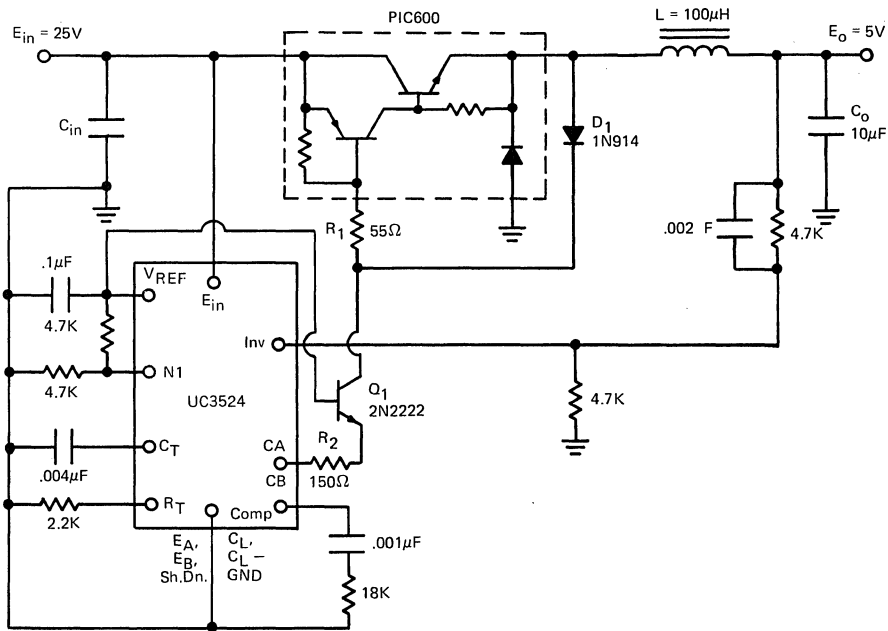 PIC600
L = 100μH
E_in = 25V
E_o = 5V
C_in
D_1
1N914
C_o
10μF
R_1
55Ω
.002 F
4.7K
.1μF
V_REF
E_in
4.7K
Inv
N1
4.7K
UC3524
Q_1
2N2222
4.7K
C_T
.004μF
CA
CB
R_2
150Ω
R_T
2.2K
Comp
E_A,
E_B,
Sh.Dn.
C_L,
C_L –
GND
.001μF
18K